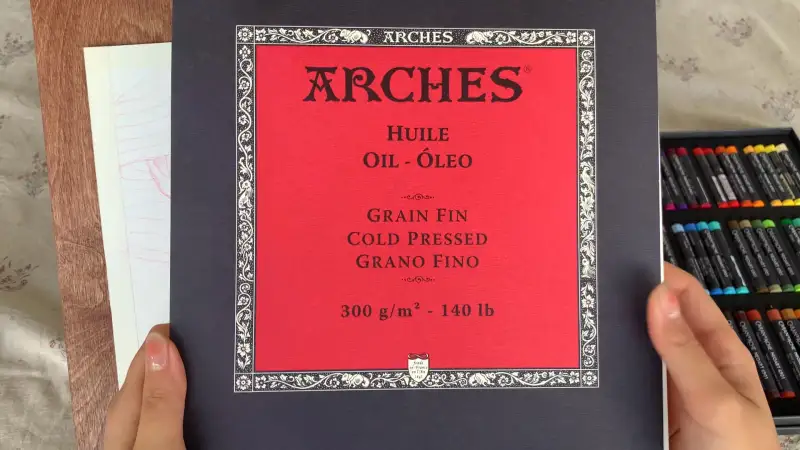 ARCHES
ARCHES®
HUILE
OIL - ÓLEO
GRAIN FIN
COLD PRESSED
GRANO FINO
300 g/m² - 140 lb